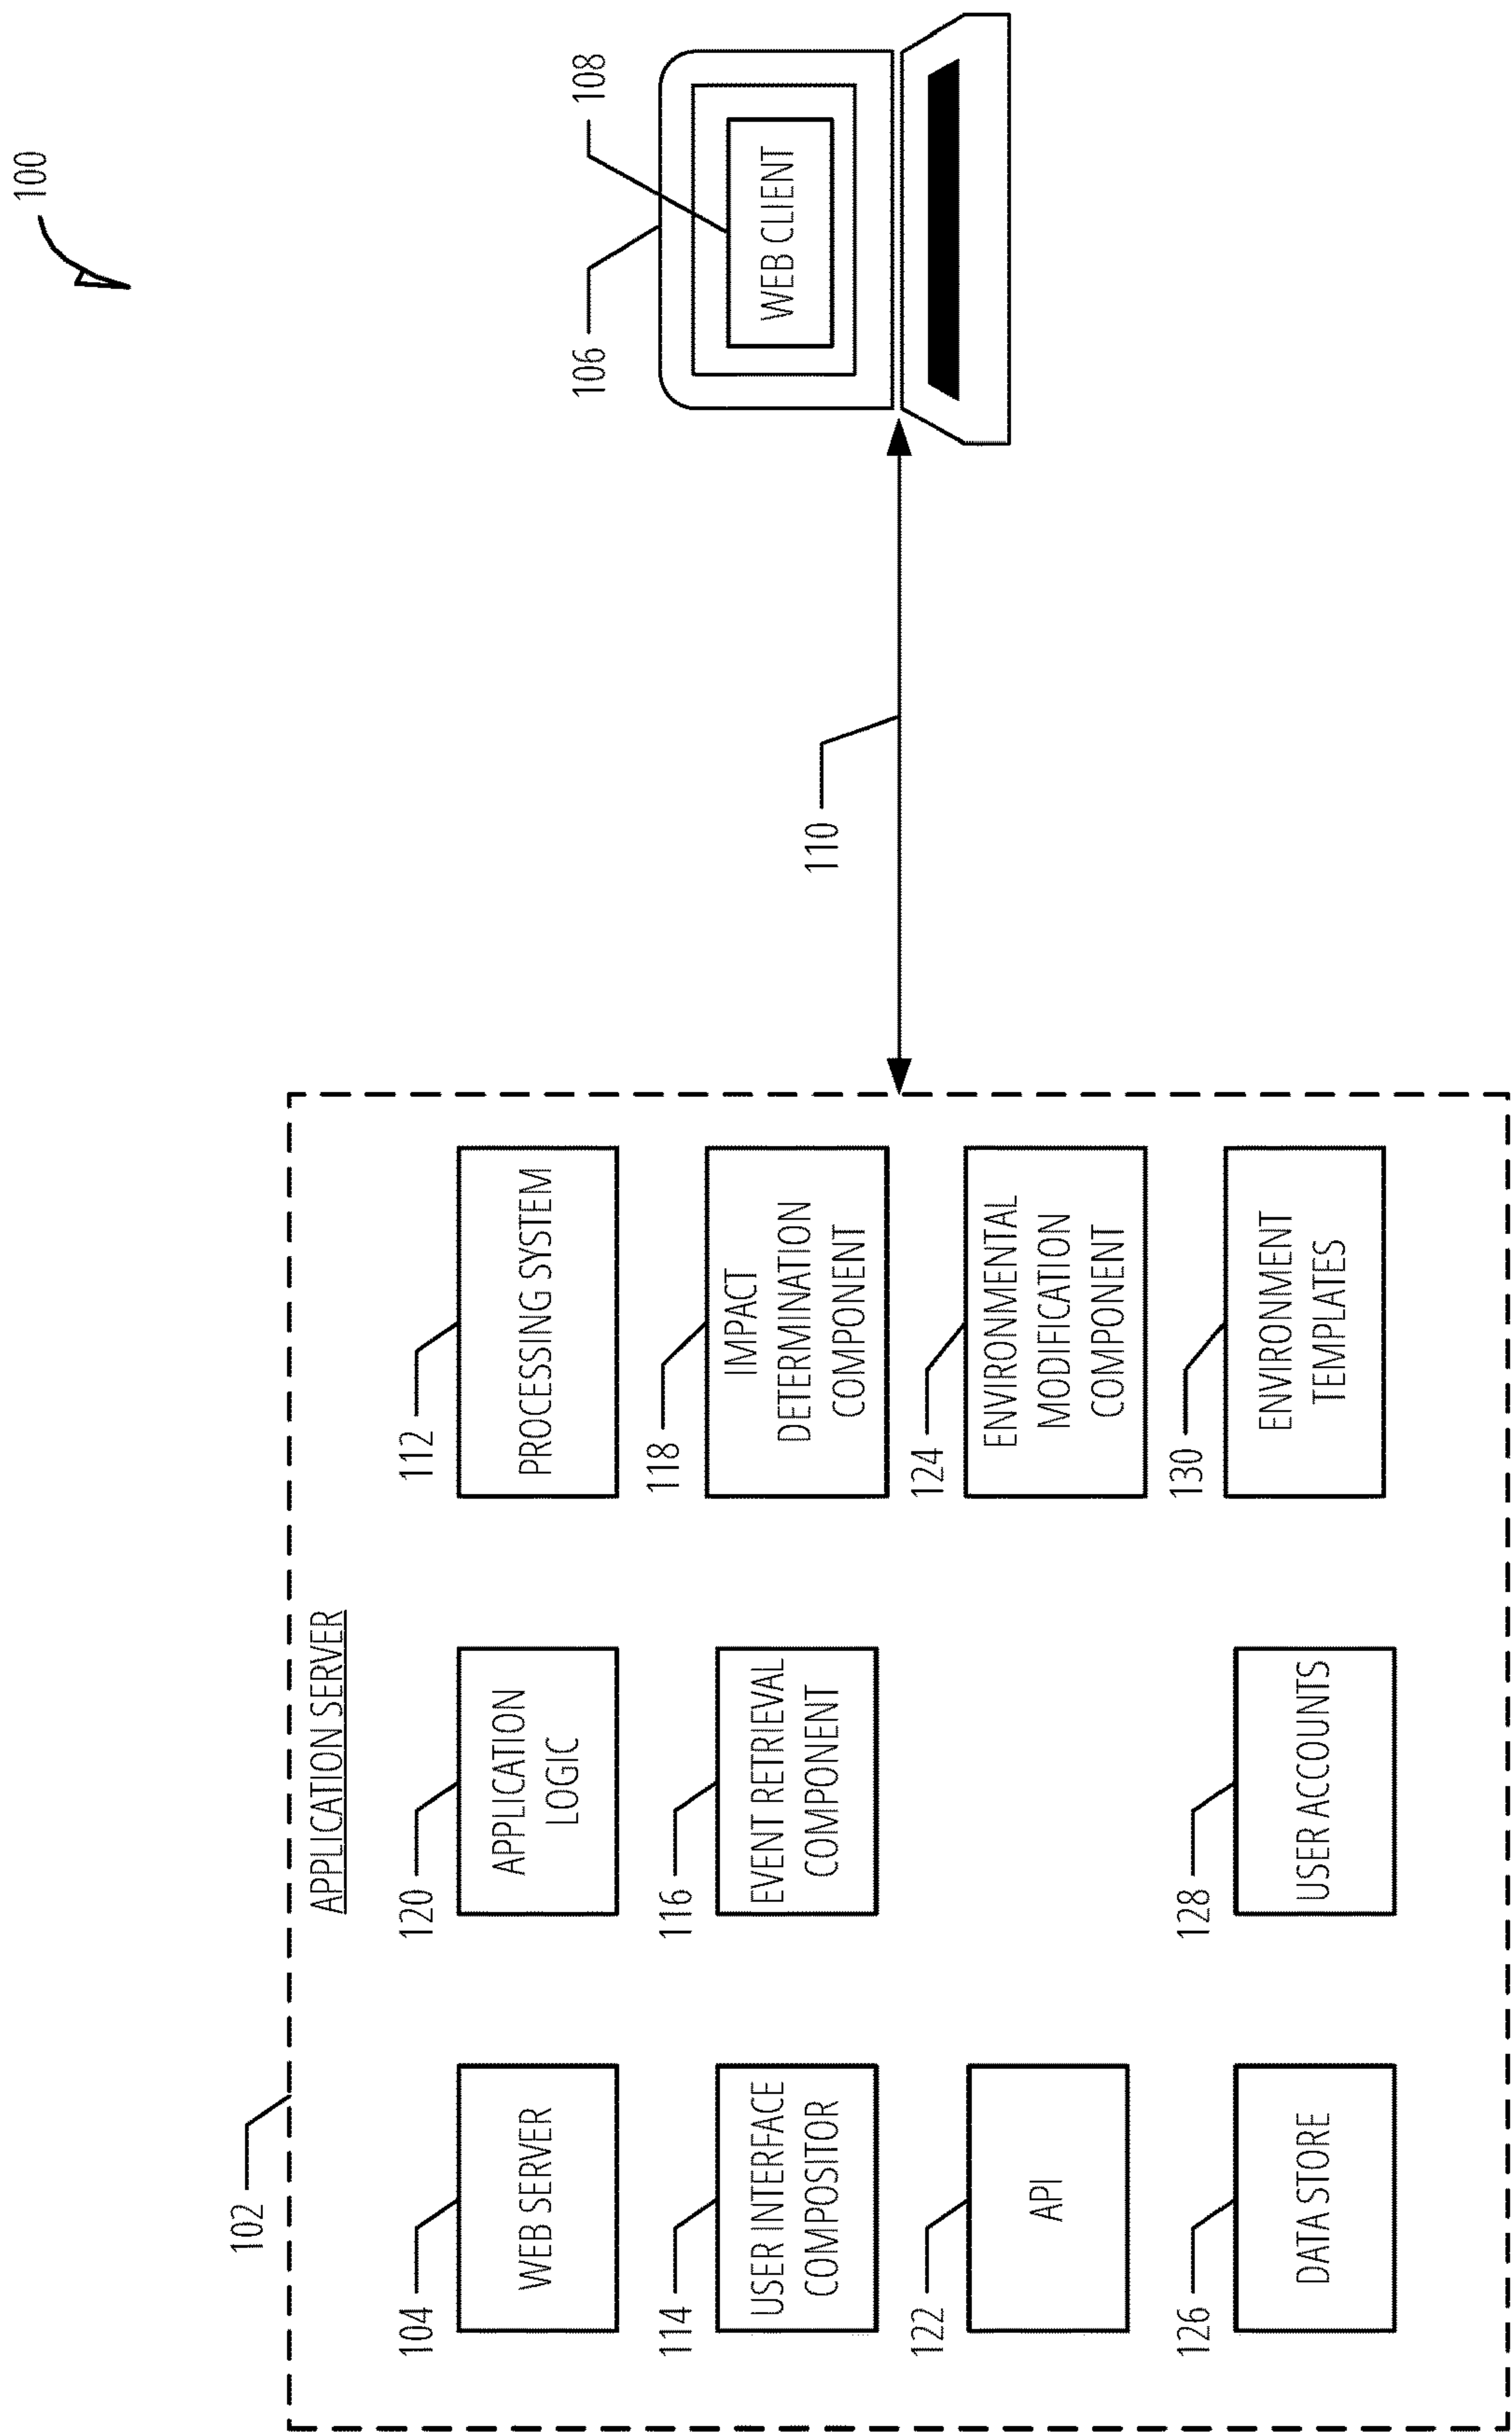 100
102
APPLICATION SERVER
104
WEB SERVER
120
APPLICATION
LOGIC
112
PROCESSING SYSTEM
114
USER INTERFACE
COMPOSITOR
116
EVENT RETRIEVAL
COMPONENT
118
IMPACT
DETERMINATION
COMPONENT
122
API
124
ENVIRONMENTAL
MODIFICATION
COMPONENT
126
DATA STORE
128
USER ACCOUNTS
130
ENVIRONMENT
TEMPLATES
110
106
108
WEB CLIENT